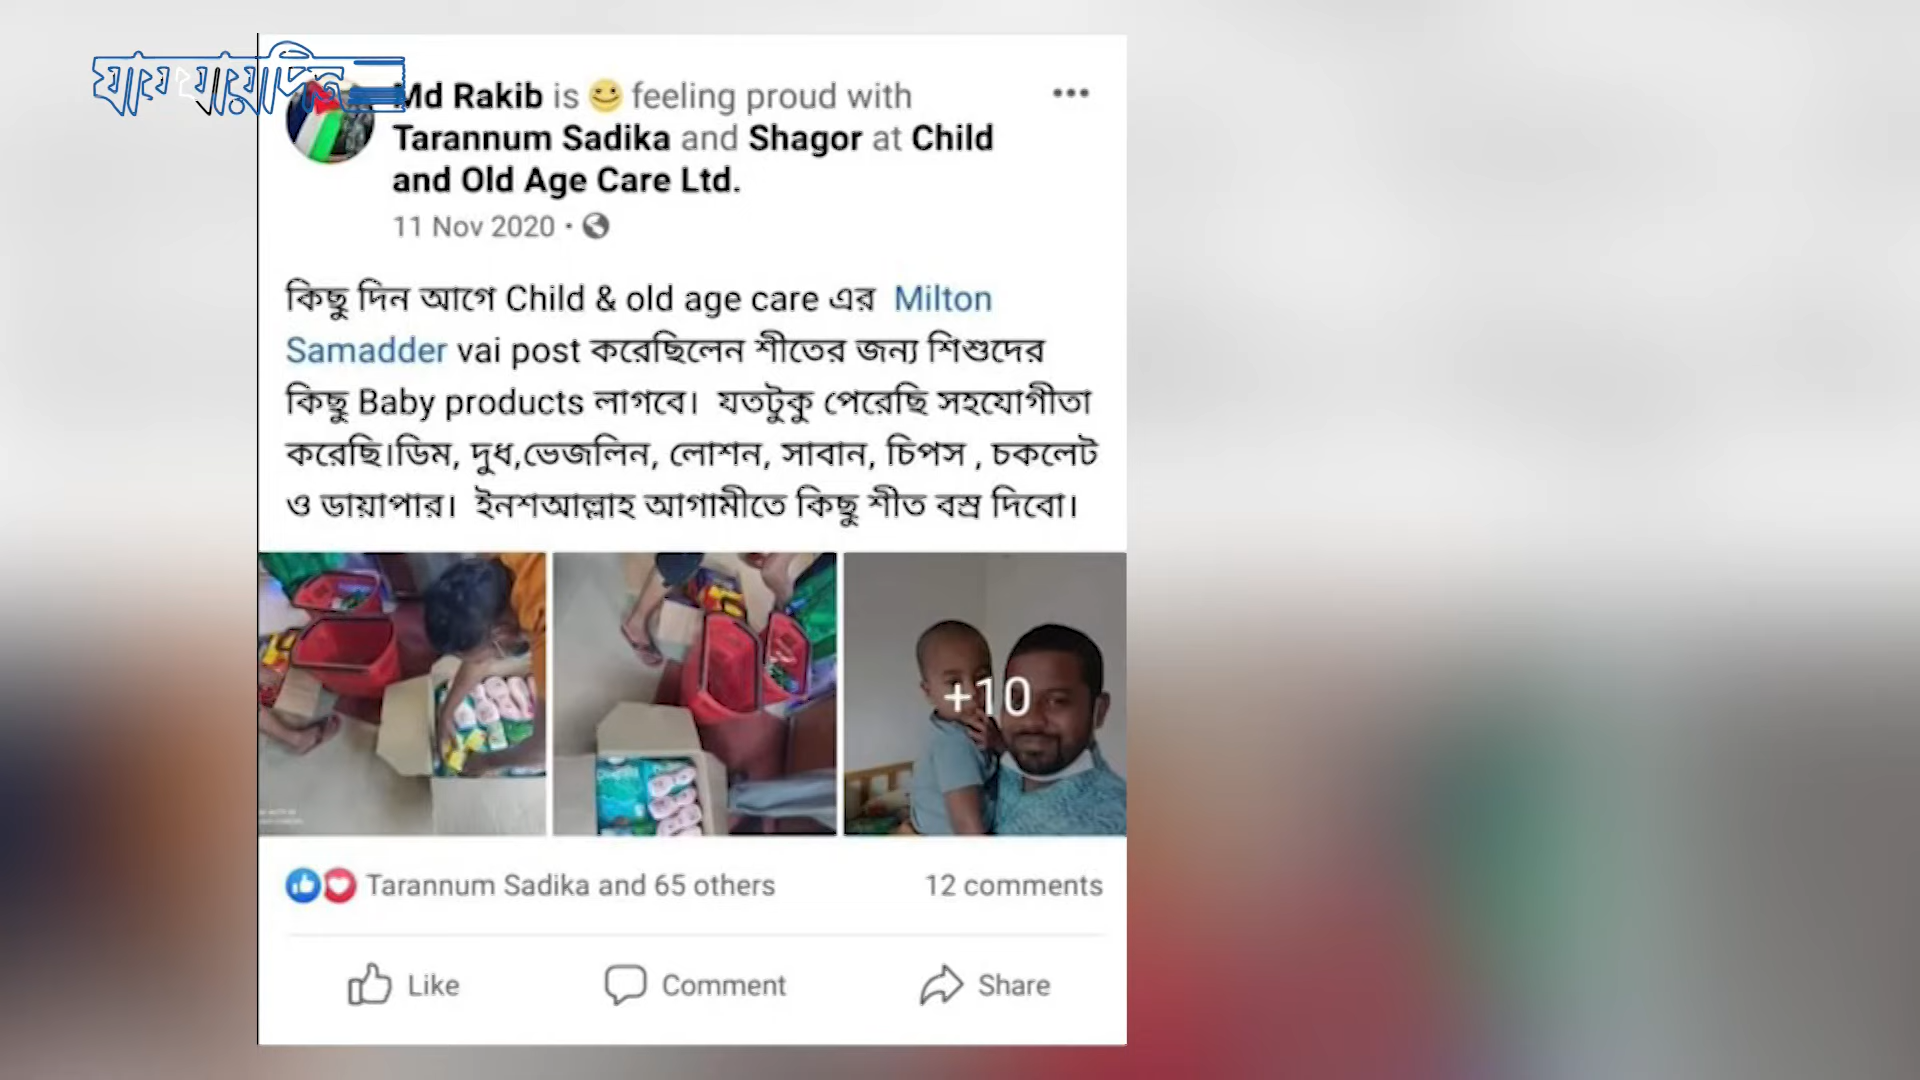 যায়যায়দিন
Md Rakib is feeling proud with
Tarannum Sadika and Shagor at Child
and Old Age Care Ltd.
11 Nov 2020 ·
কিছু দিন আগে Child & old age care এর Milton
Samadder vai post করেছিলেন শীতের জন্য শিশুদের
কিছু Baby products লাগবে। যতটুকু পেরেছি সহযোগীতা
করেছি।ডিম, দুধ,ভেজলিন, লোশন, সাবান, চিপস , চকলেট
ও ডায়াপার। ইনশআল্লাহ আগামীতে কিছু শীত বস্র দিবো।
+10
Tarannum Sadika and 65 others
12 comments
Like
Comment
Share